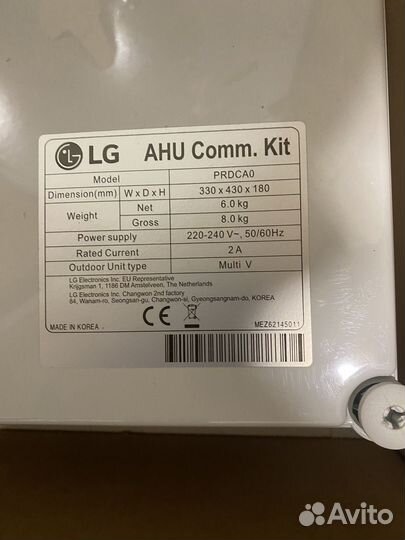 LG AHU Comm. Kit
Model PRDCA0
Dimension(mm) W x D x H 330 x 430 x 180
Weight Net 6.0 kg
Gross 8.0 kg
Power supply 220-240 V~, 50/60Hz
Rated Current 2 A
Outdoor Unit type Multi V
LG Electronics Inc. EU Representative
Krijgsman 1, 1186 DM Amstelveen, The Netherlands
LG Electronics Inc. Changwon 2nd factory
84, Wanam-ro, Seongsan-gu, Changwon-si, Gyeongsangnam-do, KOREA
CE
MADE IN KOREA MEZ62145011
Avito